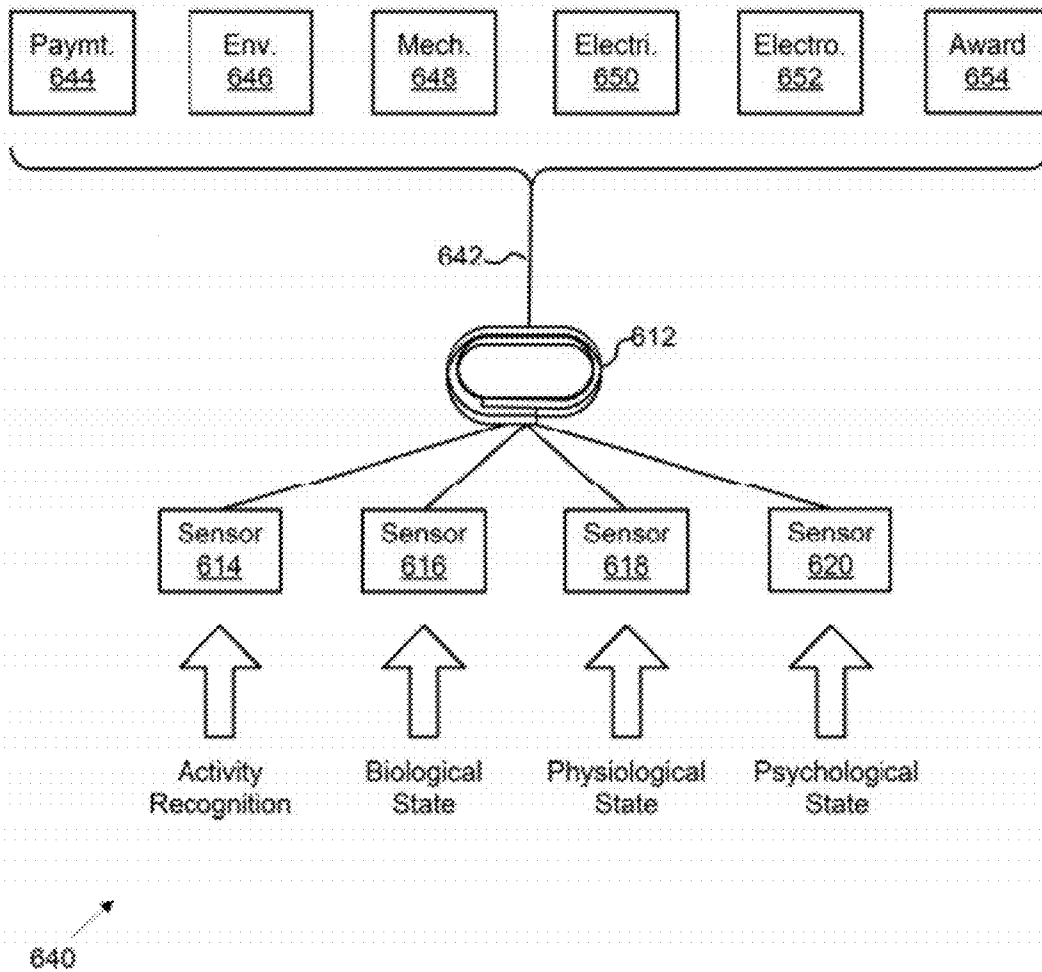 Paymt. Env. Mech. Electri. Electro. Award
644 646 648 650 652 654
642
612
Sensor Sensor Sensor Sensor
614 616 618 620
Activity Biological Physiological Psychological
Recognition State State State
640